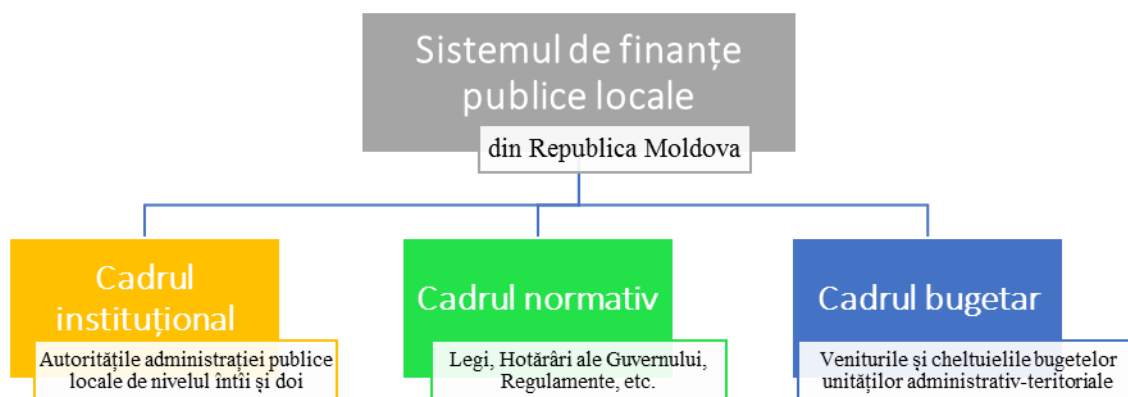 Sistemul de finanțe
publice locale
din Republica Moldova
Cadrul
instituțional
Autoritățile administrației publice
locale de nivelul întîi și doi
Cadrul normativ
Legi, Hotărâri ale Guvernului,
Regulamente, etc.
Cadrul bugetar
Veniturile și cheltuielile bugetelor
unităților administrativ-teritoriale